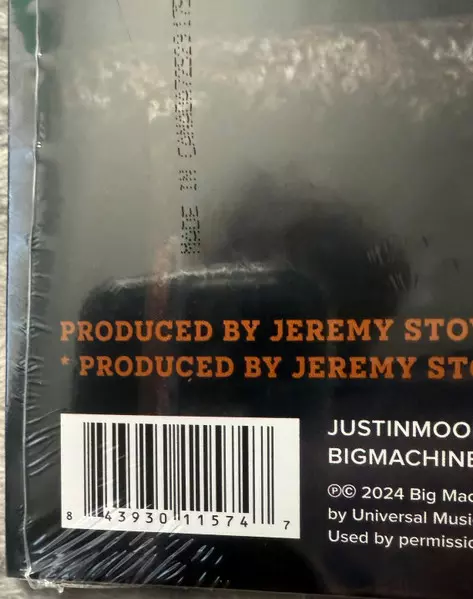 MADE IN CANADA
PRODUCED BY JEREMY STO
* PRODUCED BY JEREMY STO
JUSTINMOO
BIGMACHINE
℗© 2024 Big Mac
by Universal Musi
Used by permissio
8 43930 11574 7